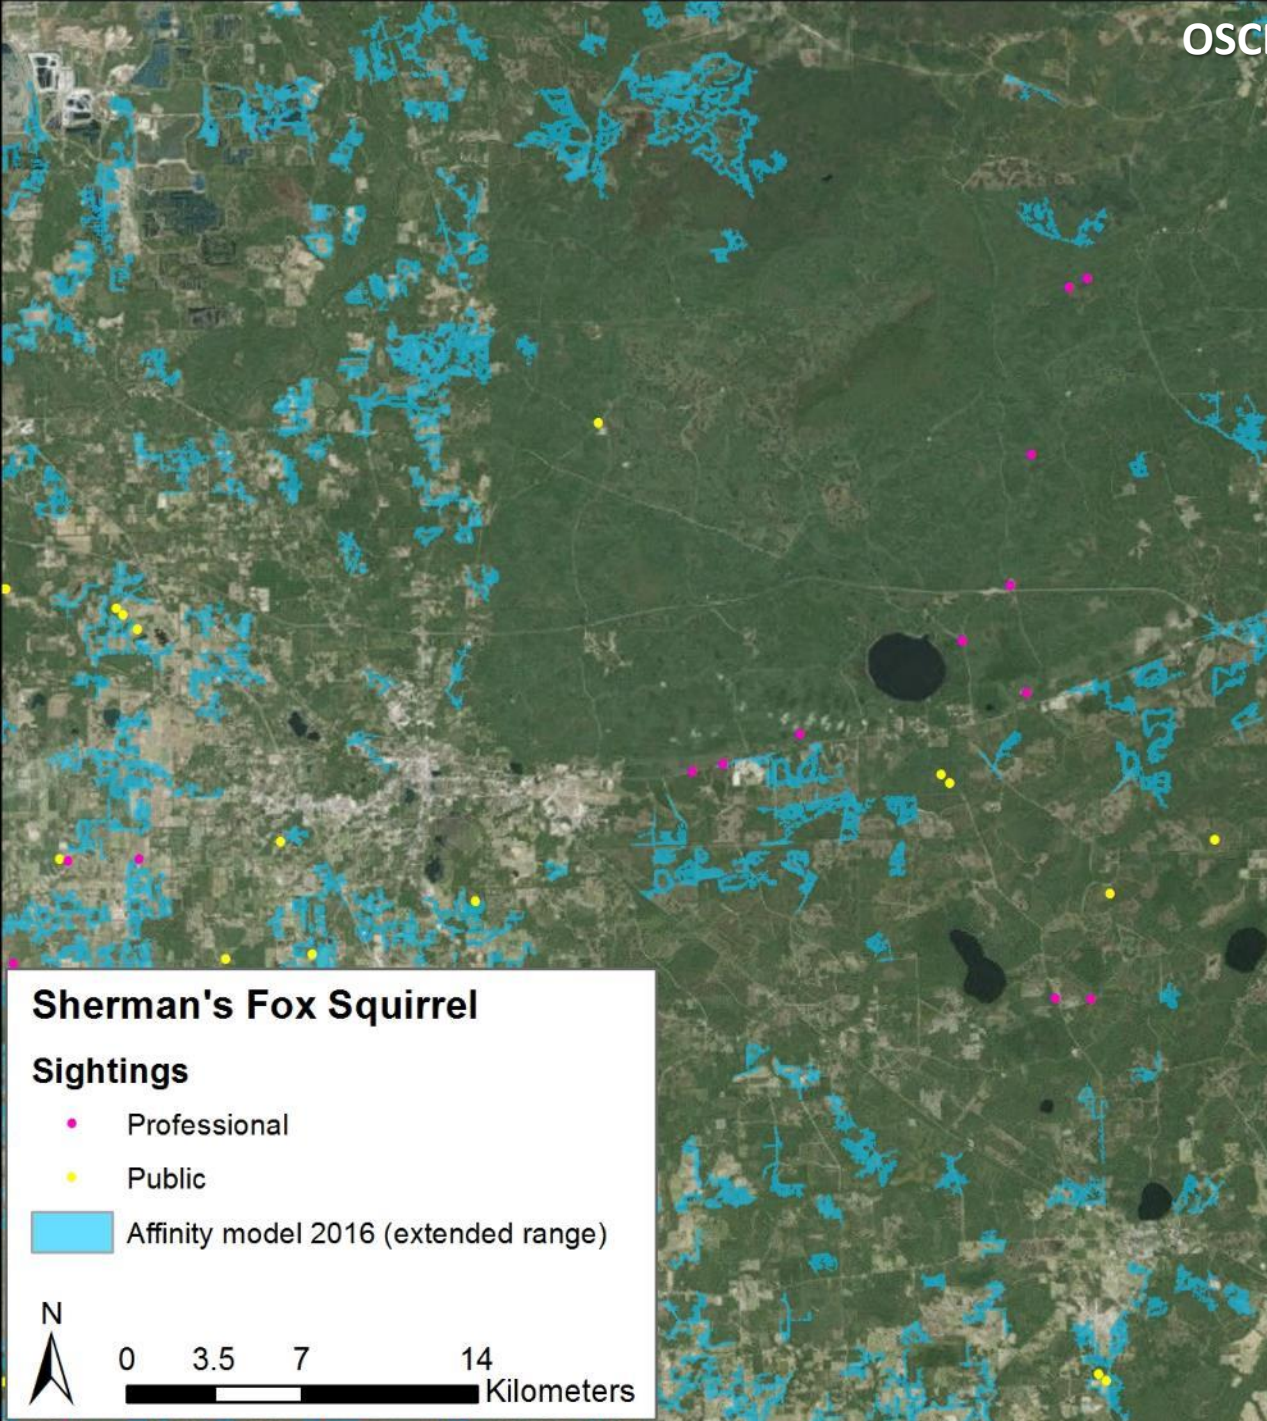 OSC
Sherman's Fox Squirrel
Sightings
Professional
Public
Affinity model 2016 (extended range)
N
0 3.5 7 14
Kilometers